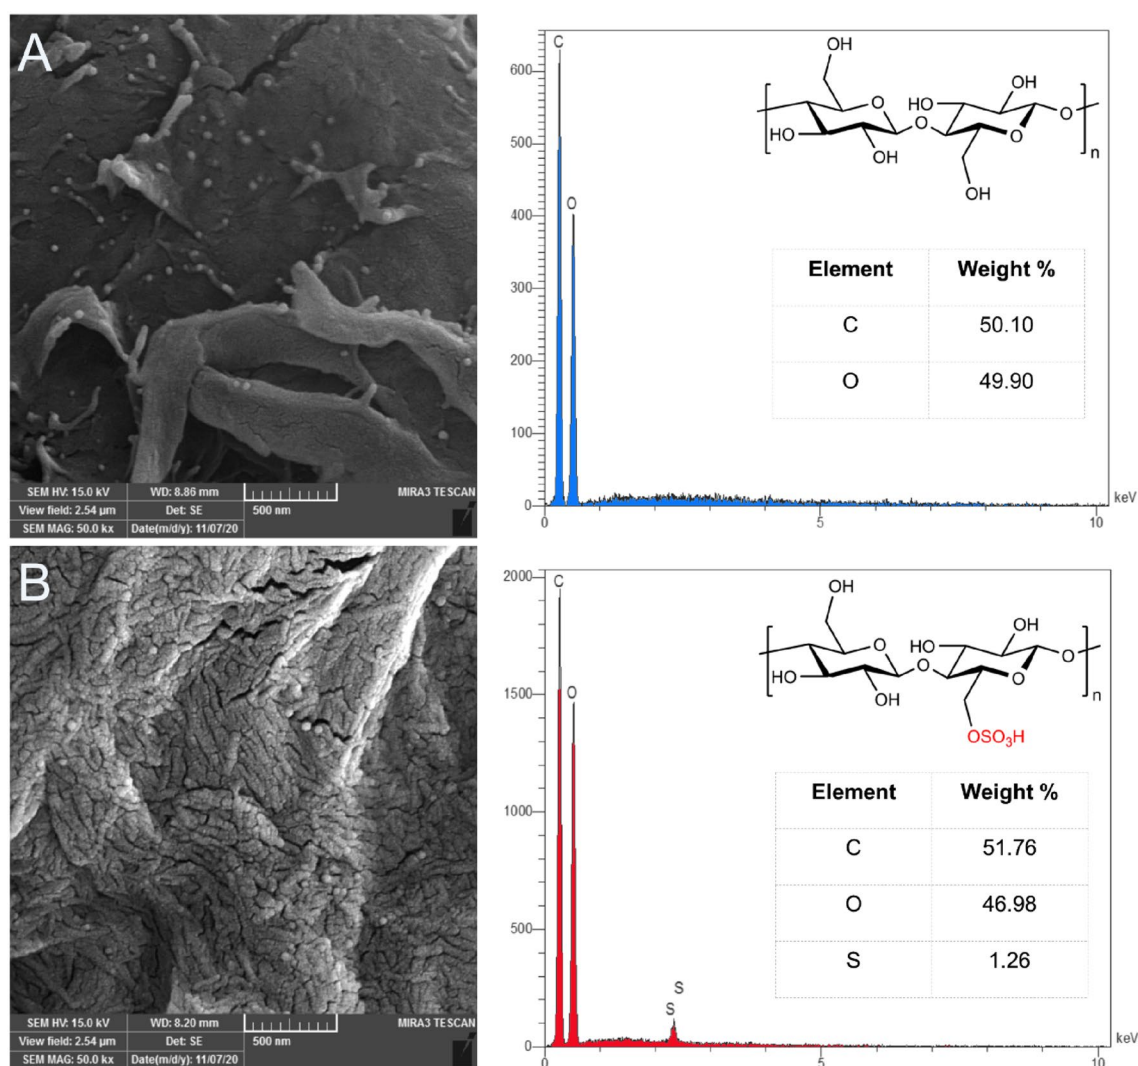 A
SEM HV: 15.0 kV WD: 8.86 mm MIRA3 TESCAN
View field: 2.54 µm Det: SE 500 nm
SEM MAG: 50.0 kx Date(m/d/y): 11/07/20
C
O
600
500
400
300
200
100
0
0 5 10
keV
OH
O HO OH O
HO O O
OH n
OH
Element Weight %
C 50.10
O 49.90
B
SEM HV: 15.0 kV WD: 8.20 mm MIRA3 TESCAN
View field: 2.54 µm Det: SE 500 nm
SEM MAG: 50.0 kx Date(m/d/y): 11/07/20
C
O
S
S
2000
1500
1000
500
0
0 5 10
keV
OH
O HO OH O
HO O O
OH n
OSO3H
Element Weight %
C 51.76
O 46.98
S 1.26